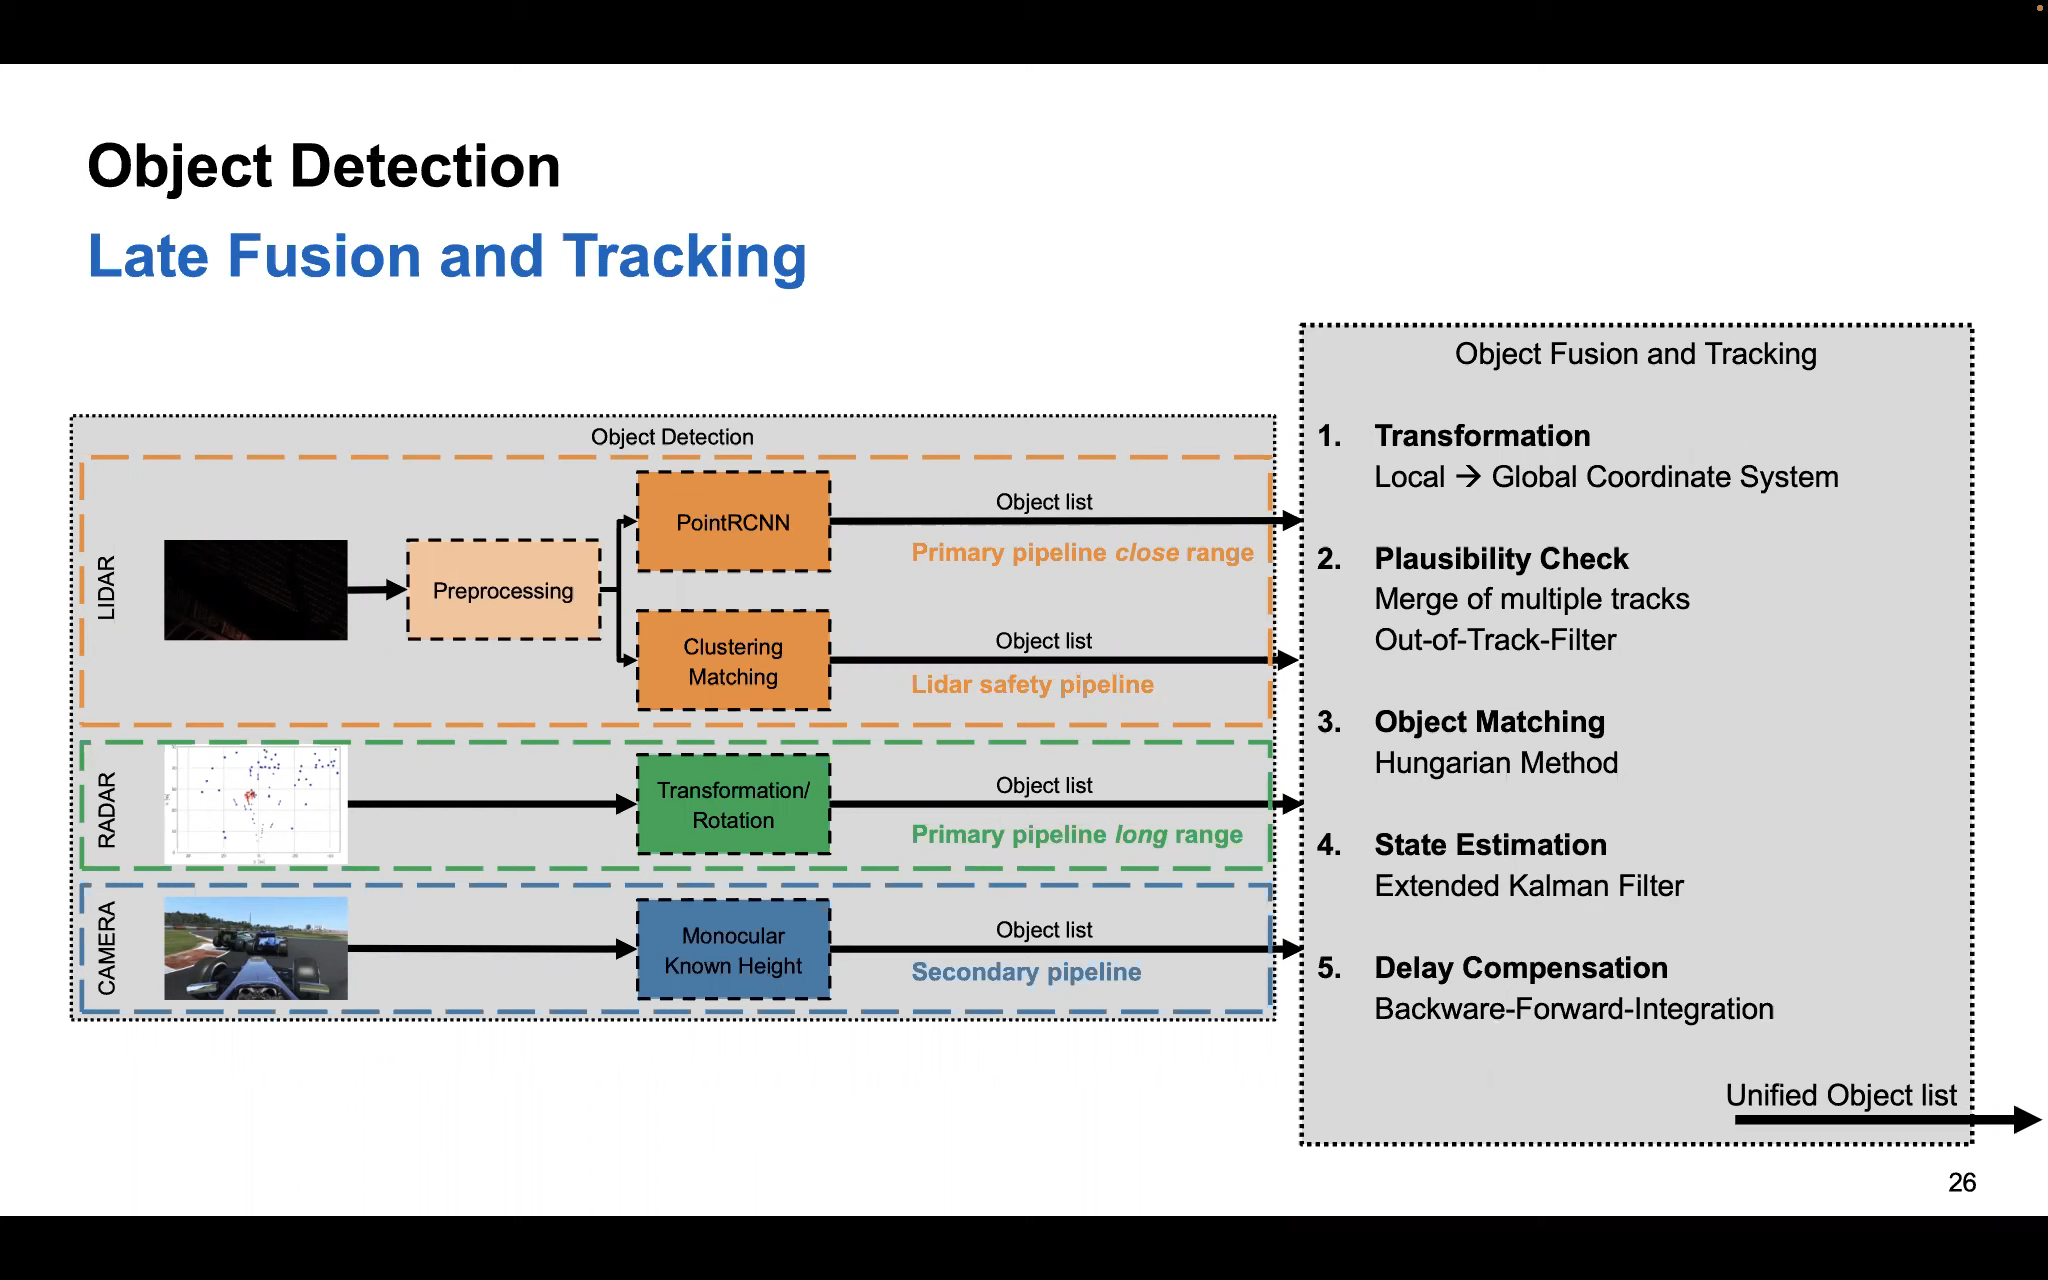 Object Detection
Late Fusion and Tracking
Object Detection
LIDAR
Preprocessing
PointRCNN
Object list
Primary pipeline close range
Clustering
Matching
Object list
Lidar safety pipeline
RADAR
Transformation/
Rotation
Object list
Primary pipeline long range
CAMERA
Monocular
Known Height
Object list
Secondary pipeline
Object Fusion and Tracking
1. Transformation
Local → Global Coordinate System
2. Plausibility Check
Merge of multiple tracks
Out-of-Track-Filter
3. Object Matching
Hungarian Method
4. State Estimation
Extended Kalman Filter
5. Delay Compensation
Backware-Forward-Integration
Unified Object list
26